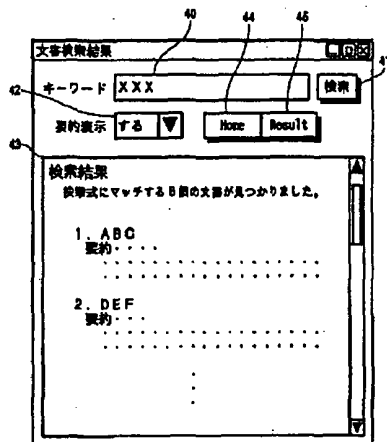 40
44
45
文書検索結果
41
キーワード
XXX
検索
42
要約表示
する
Home
Result
43
検索結果
検索式にマッチする8個の文書が見つかりました。
1. ABC
要約・・・・
2. DEF
要約・・・